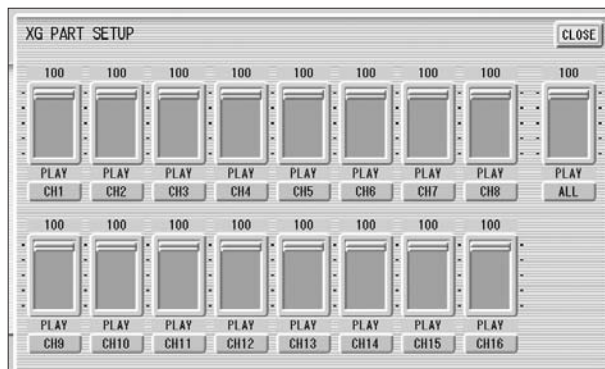 XG PART SETUP CLOSE
100 100 100 100 100 100 100 100 100
PLAY PLAY PLAY PLAY PLAY PLAY PLAY PLAY PLAY
CH1 CH2 CH3 CH4 CH5 CH6 CH7 CH8 ALL
100 100 100 100 100 100 100 100
PLAY PLAY PLAY PLAY PLAY PLAY PLAY PLAY
CH9 CH10 CH11 CH12 CH13 CH14 CH15 CH16